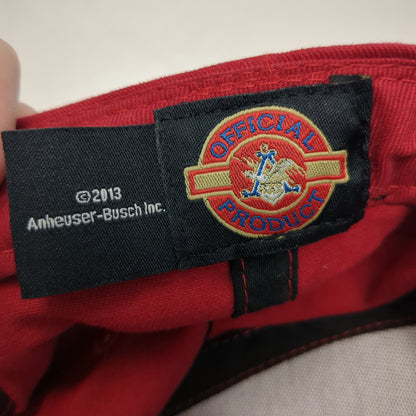 ©2013
Anheuser-Busch Inc.
OFFICIAL
PRODUCT